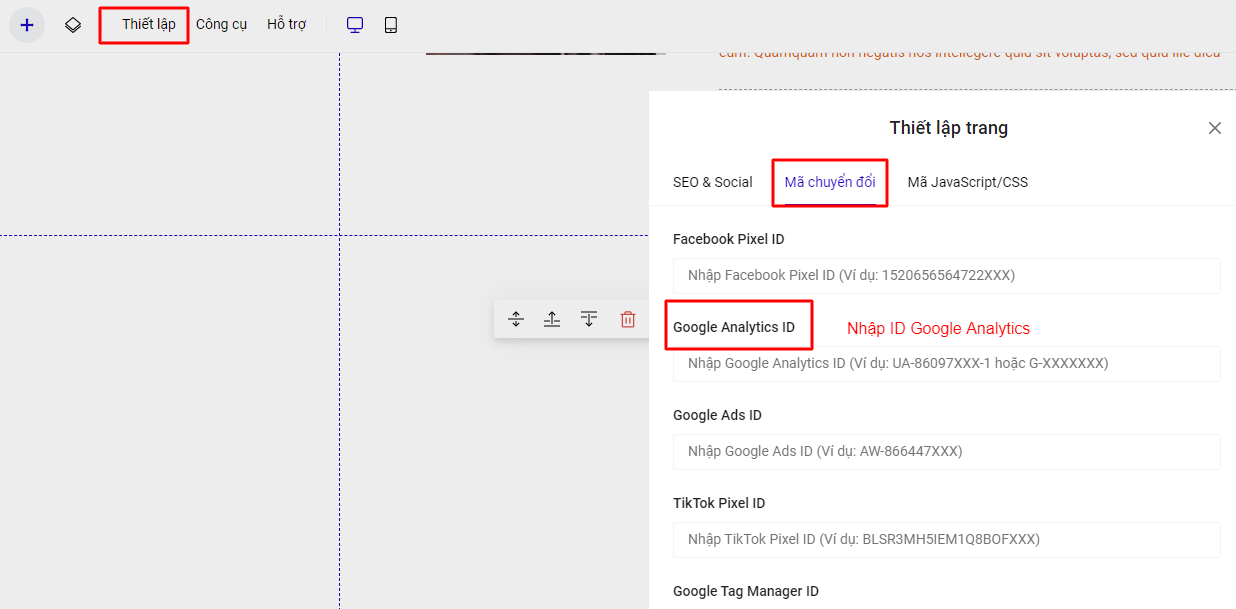 Thiết lập Công cụ Hỗ trợ
cum. Quamquam non negatis nos intellegere quid sit voluptas, sed quid ille dicat
Thiết lập trang
SEO & Social Mã chuyển đổi Mã JavaScript/CSS
Facebook Pixel ID
Nhập Facebook Pixel ID (Ví dụ: 1520656564722XXX)
Google Analytics ID Nhập ID Google Analytics
Nhập Google Analytics ID (Ví dụ: UA-86097XXX-1 hoặc G-XXXXXXX)
Google Ads ID
Nhập Google Ads ID (Ví dụ: AW-866447XXX)
TikTok Pixel ID
Nhập TikTok Pixel ID (Ví dụ: BLSR3MH5IEM1Q8BOFXXX)
Google Tag Manager ID